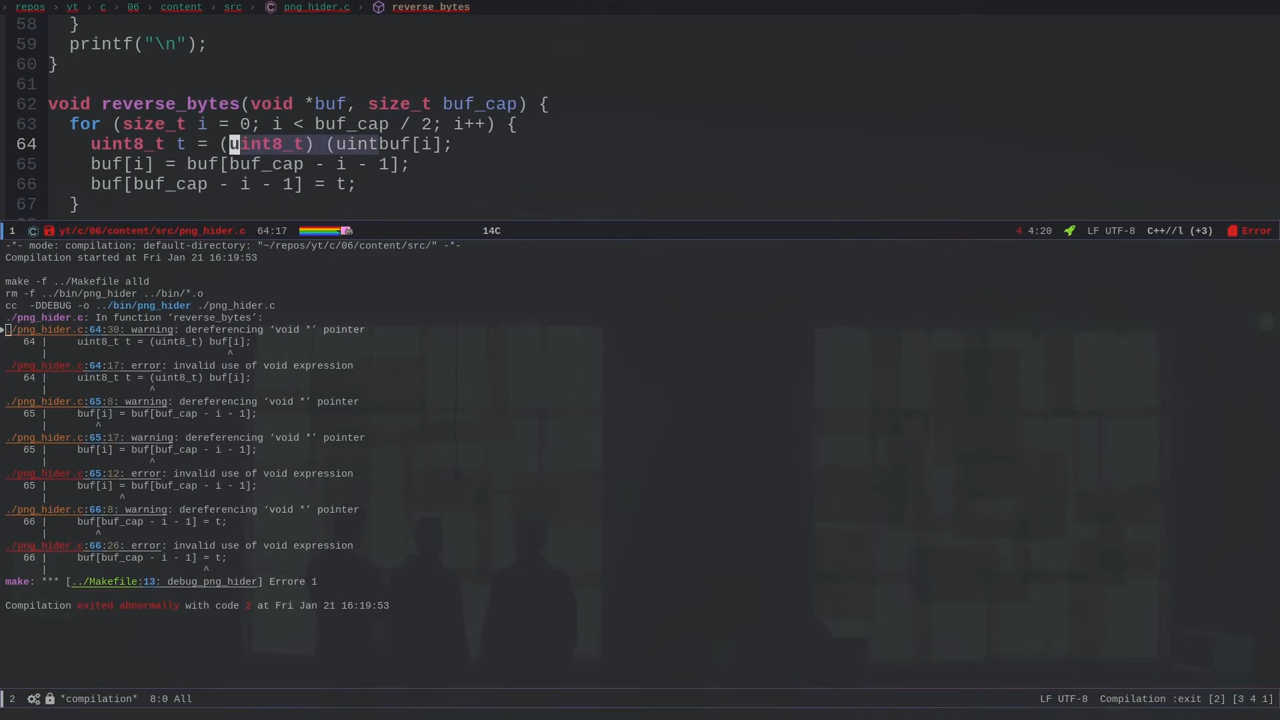 repos › yt › c › 06 › content › src › png_hider.c › reverse_bytes
58 }
59 printf("\n");
60 }
61
62 void reverse_bytes(void *buf, size_t buf_cap) {
63 for (size_t i = 0; i < buf_cap / 2; i++) {
64 uint8_t t = (uint8_t) (uintbuf[i];
65 buf[i] = buf[buf_cap - i - 1];
66 buf[buf_cap - i - 1] = t;
67 }
1 yt/c/06/content/src/png_hider.c 64:17 14C 4 4:20 LF UTF-8 C++//l (+3) Error
-*- mode: compilation; default-directory: "~/repos/yt/c/06/content/src/" -*-
Compilation started at Fri Jan 21 16:19:53
make -f ../Makefile alld
rm -f ../bin/png_hider ../bin/*.o
cc -DDEBUG -o ../bin/png_hider ./png_hider.c
./png_hider.c: In function ‘reverse_bytes’:
./png_hider.c:64:30: warning: dereferencing ‘void *’ pointer
64 | uint8_t t = (uint8_t) buf[i];
| ^
./png_hider.c:64:17: error: invalid use of void expression
64 | uint8_t t = (uint8_t) buf[i];
| ^
./png_hider.c:65:8: warning: dereferencing ‘void *’ pointer
65 | buf[i] = buf[buf_cap - i - 1];
| ^
./png_hider.c:65:17: warning: dereferencing ‘void *’ pointer
65 | buf[i] = buf[buf_cap - i - 1];
| ^
./png_hider.c:65:12: error: invalid use of void expression
65 | buf[i] = buf[buf_cap - i - 1];
| ^
./png_hider.c:66:8: warning: dereferencing ‘void *’ pointer
66 | buf[buf_cap - i - 1] = t;
| ^
./png_hider.c:66:26: error: invalid use of void expression
66 | buf[buf_cap - i - 1] = t;
| ^
make: *** [../Makefile:13: debug_png_hider] Errore 1
Compilation exited abnormally with code 2 at Fri Jan 21 16:19:53
2 *compilation* 8:0 All LF UTF-8 Compilation :exit [2] [3 4 1]